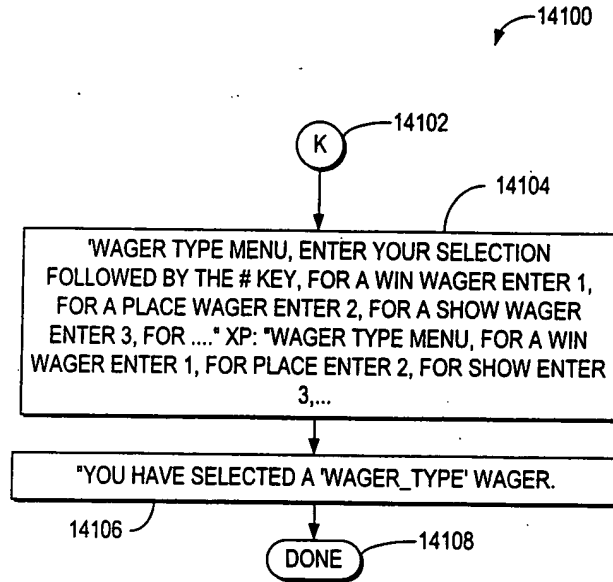 14100
K
14102
14104
'WAGER TYPE MENU, ENTER YOUR SELECTION
FOLLOWED BY THE # KEY, FOR A WIN WAGER ENTER 1,
FOR A PLACE WAGER ENTER 2, FOR A SHOW WAGER
ENTER 3, FOR ...." XP: "WAGER TYPE MENU, FOR A WIN
WAGER ENTER 1, FOR PLACE ENTER 2, FOR SHOW ENTER
3,...
"YOU HAVE SELECTED A 'WAGER_TYPE' WAGER.
14106
DONE
14108